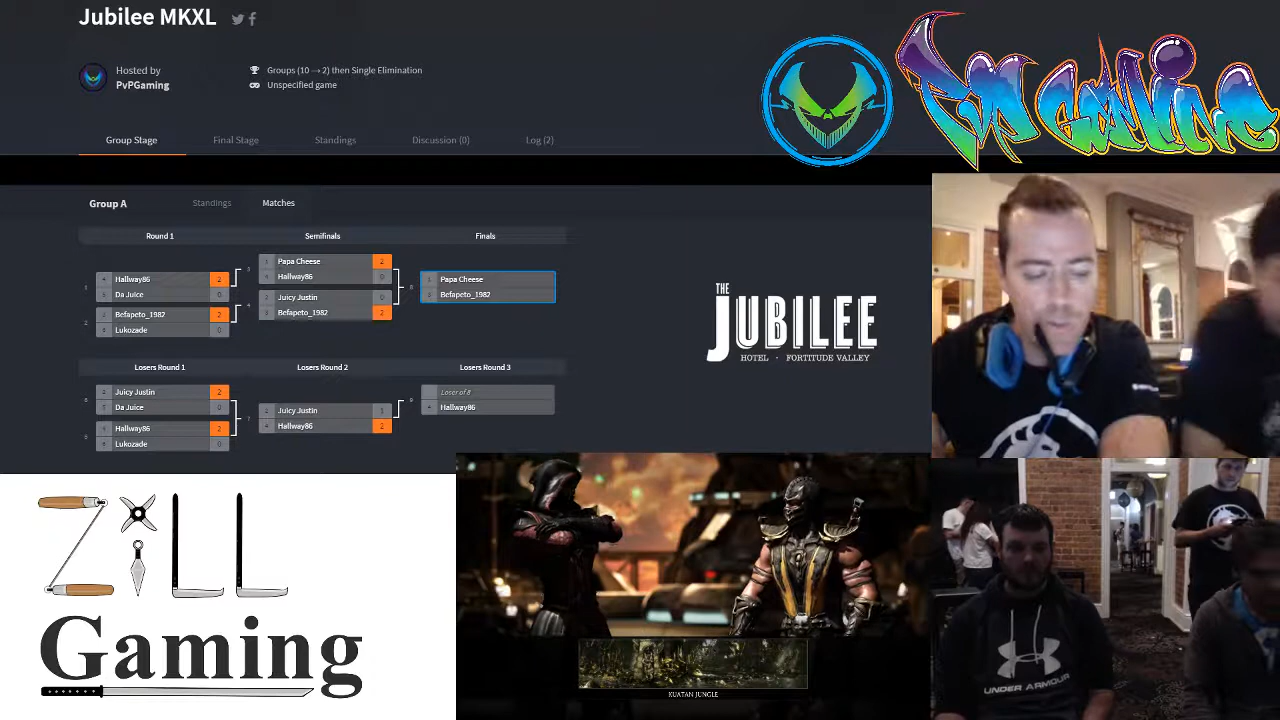 Jubilee MKXL
Hosted by
PvPGaming
Groups (10 → 2) then Single Elimination
Unspecified game
Group Stage
Final Stage
Standings
Discussion (0)
Log (2)
PvP GAMING
Group A
Standings
Matches
Round 1
Semifinals
Finals
Hallway86 2
Da Juice 0
Befapeto_1982 2
Lukozade 0
Papa Cheese 2
Hallway86 0
Juicy Justin 0
Befapeto_1982 2
Papa Cheese
Befapeto_1982
Losers Round 1
Losers Round 2
Losers Round 3
Juicy Justin 2
Da Juice 0
Hallway86 2
Lukozade 0
Juicy Justin 1
Hallway86 2
Loser of 8
Hallway86
THE
JUBILEE
HOTEL · FORTITUDE VALLEY
ZILL
Gaming
KUATAN JUNGLE
UNDER ARMOUR